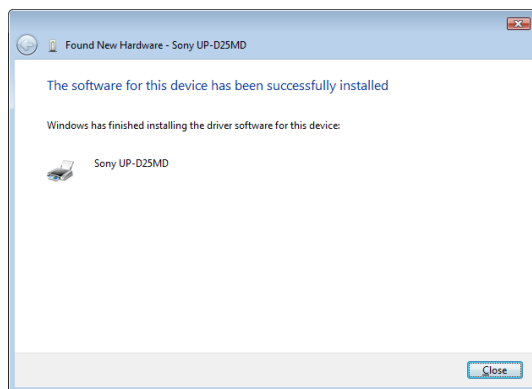 Found New Hardware - Sony UP-D25MD
The software for this device has been successfully installed
Windows has finished installing the driver software for this device:
Sony UP-D25MD
Close